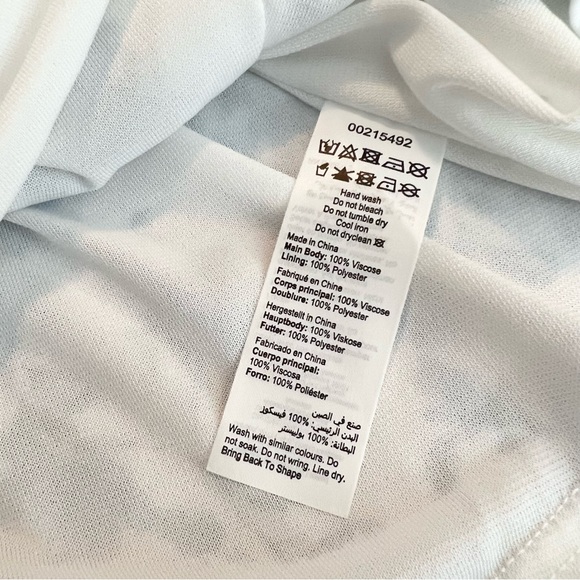 00215492
Hand wash
Do not bleach
Do not tumble dry
Cool iron
Do not dryclean
Made in China
Main Body: 100% Viscose
Lining: 100% Polyester
Fabriqué en Chine
Corps principal: 100% Viscose
Doublure: 100% Polyester
Hergestellt in China
Hauptbody: 100% Viskose
Futter: 100% Polyester
Fabricado en China
Cuerpo principal:
100% Viscosa
Forro: 100% Poliéster
صنع في الصين
البدن الرئيسي: 100% فيسكوز
البطانة: 100% بوليستر
Wash with similar colours. Do
not soak. Do not wring. Line dry.
Bring Back To Shape